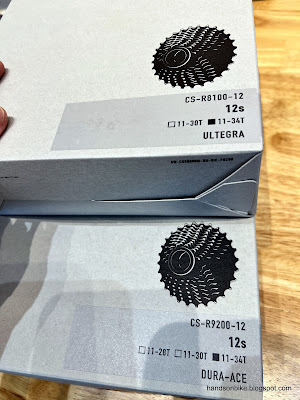 CS-R8100-12
12s
□11-30T ■11-34T
ULTEGRA
CS-R9200-12
12s
□11-28T □11-30T ■11-34T
DURA-ACE
handsonbike.blogspot.com